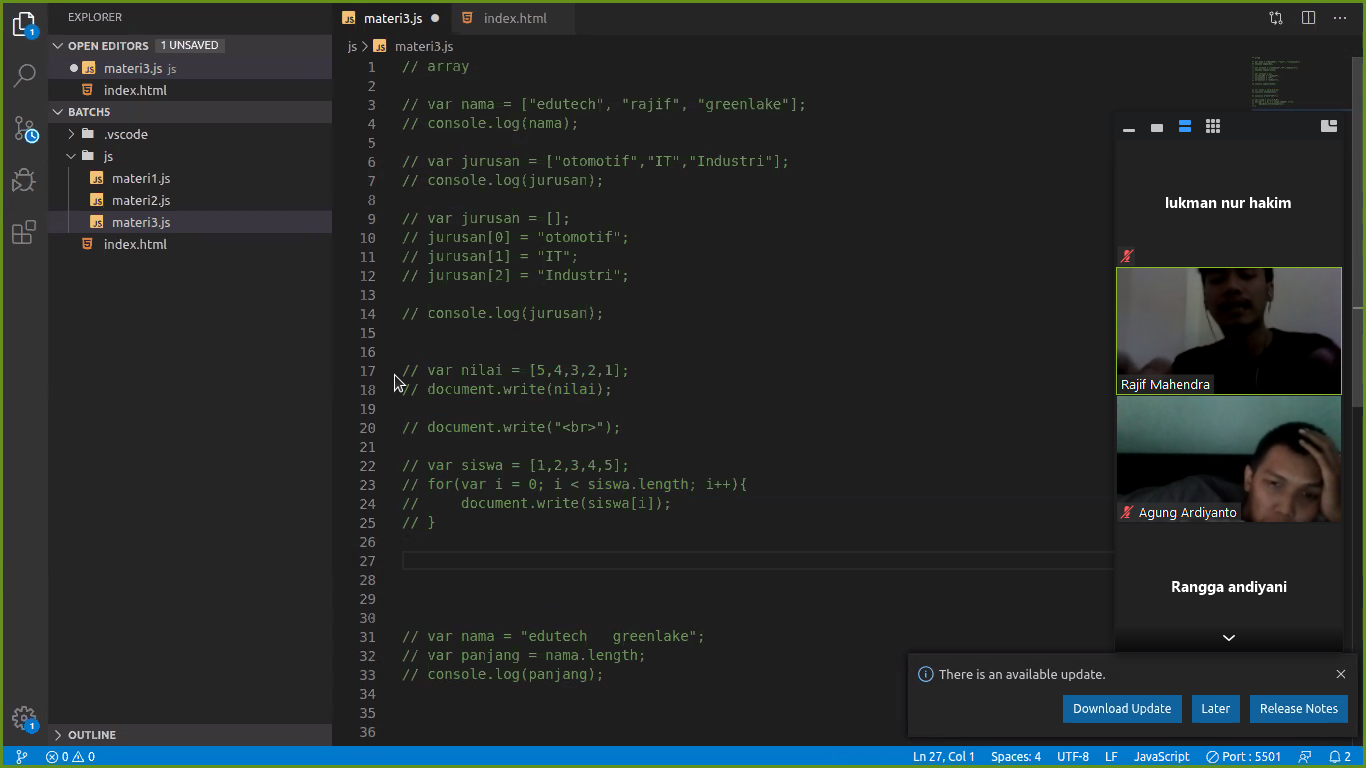 EXPLORER
OPEN EDITORS 1 UNSAVED
materi3.js js
index.html
BATCH5
.vscode
js
materi1.js
materi2.js
materi3.js
index.html
OUTLINE
materi3.js
index.html
js > materi3.js
1 // array
2
3 // var nama = ["edutech", "rajif", "greenlake"];
4 // console.log(nama);
5
6 // var jurusan = ["otomotif","IT","Industri"];
7 // console.log(jurusan);
8
9 // var jurusan = [];
10 // jurusan[0] = "otomotif";
11 // jurusan[1] = "IT";
12 // jurusan[2] = "Industri";
13
14 // console.log(jurusan);
15
16
17 // var nilai = [5,4,3,2,1];
18 // document.write(nilai);
19
20 // document.write("<br>");
21
22 // var siswa = [1,2,3,4,5];
23 // for(var i = 0; i < siswa.length; i++){
24 //     document.write(siswa[i]);
25 // }
26
27
28
29
30
31 // var nama = "edutech   greenlake";
32 // var panjang = nama.length;
33 // console.log(panjang);
34
35
36
lukman nur hakim
Rajif Mahendra
Agung Ardiyanto
Rangga andiyani
There is an available update.
Download Update Later Release Notes
1
1
0 0 Ln 27, Col 1 Spaces: 4 UTF-8 LF JavaScript Port : 5501 2